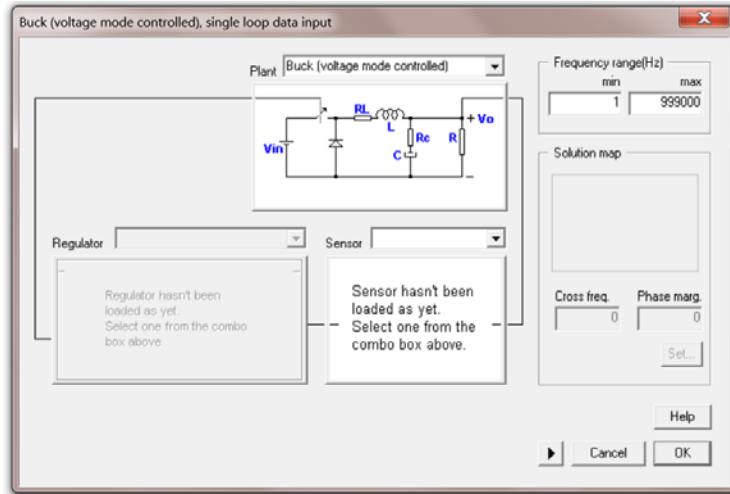 Buck (voltage mode controlled), single loop data input
Plant Buck (voltage mode controlled)
RL
L
Vin
Rc
C
R
+ Vo
−
Frequency range(Hz)
min max
1 999000
Solution map
Regulator
Regulator hasn't been
loaded as yet.
Select one from the combo
box above
Sensor
Sensor hasn't been
loaded as yet.
Select one from the
combo box above.
Cross freq. Phase marg.
0 0
Set...
Help
Cancel OK